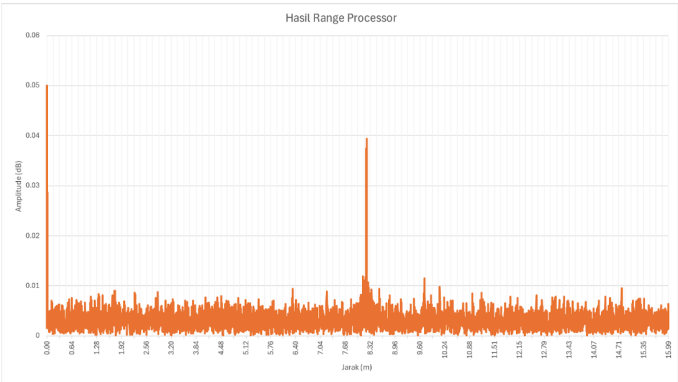 Hasil Range Processor
0.06
0.05
0.04
0.03
0.02
0.01
0
Amplitude (dB)
0.00 0.64 1.28 1.92 2.56 3.20 3.84 4.48 5.12 5.76 6.40 7.04 7.68 8.32 8.96 9.60 10.24 10.88 11.51 12.15 12.79 13.43 14.07 14.71 15.35 15.99
Jarak (m)